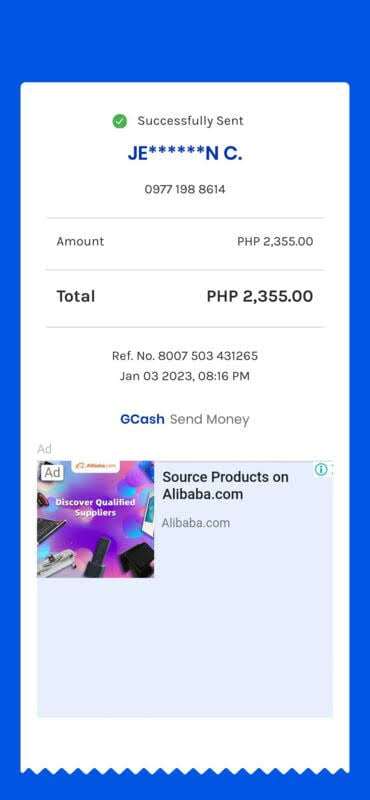 Successfully Sent
JE******N C.
0977 198 8614
Amount PHP 2,355.00
Total PHP 2,355.00
Ref. No. 8007 503 431265
Jan 03 2023, 08:16 PM
GCash Send Money
Ad
Ad
Alibaba.com
Discover Qualified
Suppliers
Source Products on
Alibaba.com
Alibaba.com